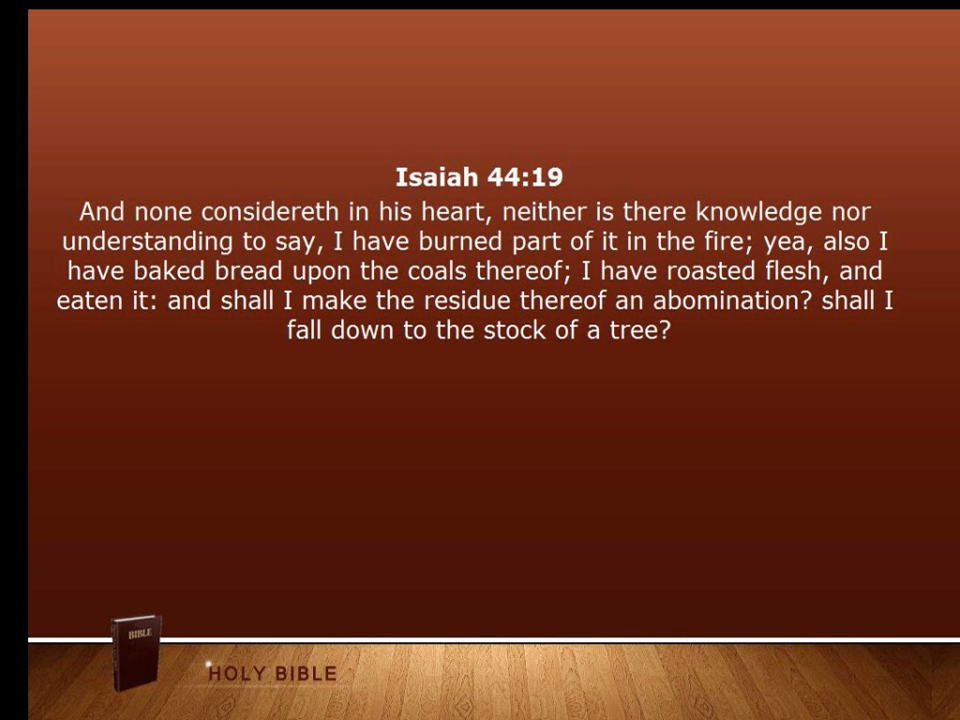 Isaiah 44:19
And none considereth in his heart, neither is there knowledge nor
understanding to say, I have burned part of it in the fire; yea, also I
have baked bread upon the coals thereof; I have roasted flesh, and
eaten it: and shall I make the residue thereof an abomination? shall I
fall down to the stock of a tree?
BIBLE
HOLY BIBLE